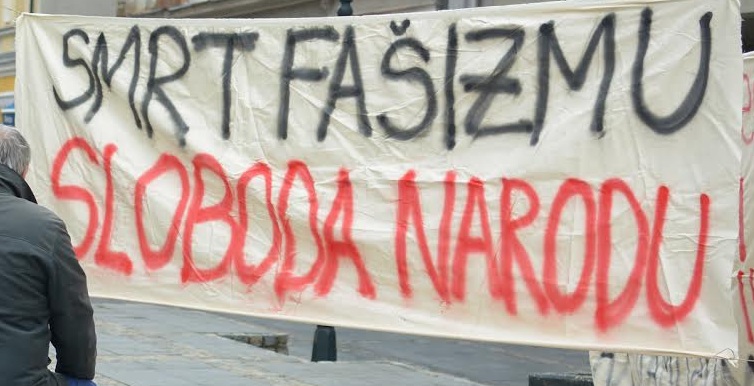 SMRT FAŠIZMU
SLOBODA NARODU